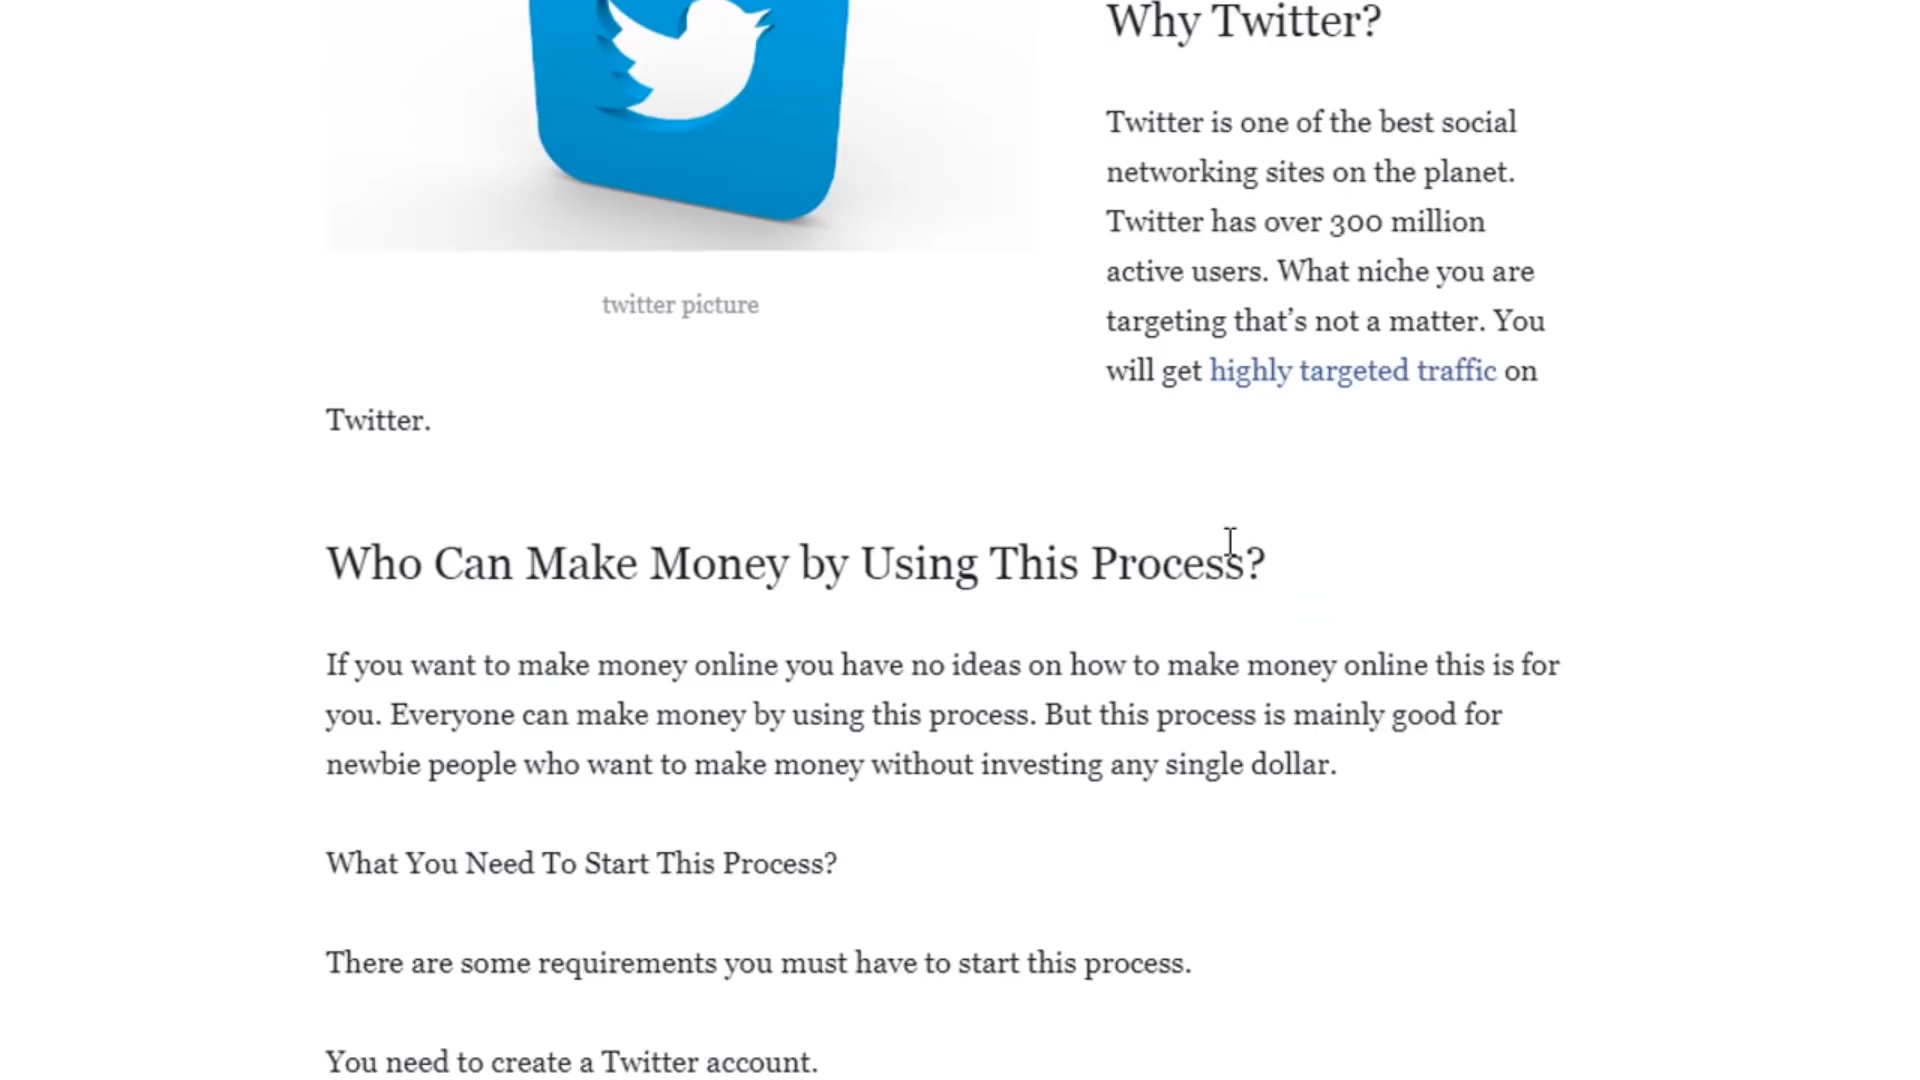 Why Twitter?
Twitter is one of the best social
networking sites on the planet.
Twitter has over 300 million
active users. What niche you are
targeting that’s not a matter. You
will get highly targeted traffic on
twitter picture
Twitter.
Who Can Make Money by Using This Process?
If you want to make money online you have no ideas on how to make money online this is for
you. Everyone can make money by using this process. But this process is mainly good for
newbie people who want to make money without investing any single dollar.
What You Need To Start This Process?
There are some requirements you must have to start this process.
You need to create a Twitter account.